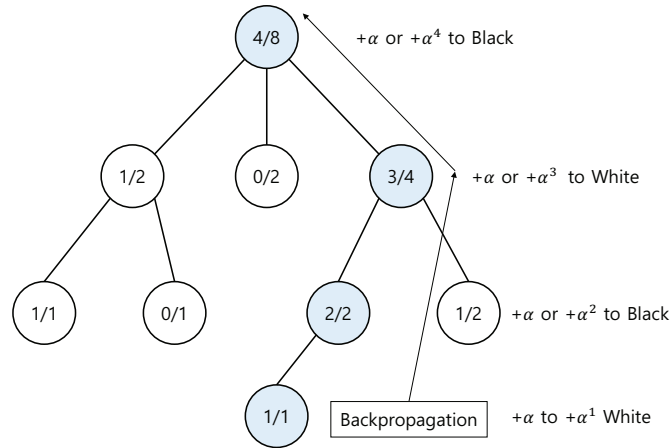 4/8
+α or +α⁴ to Black
1/2
0/2
3/4
+α or +α³ to White
1/1
0/1
2/2
1/2
+α or +α² to Black
1/1
Backpropagation
+α to +α¹ White